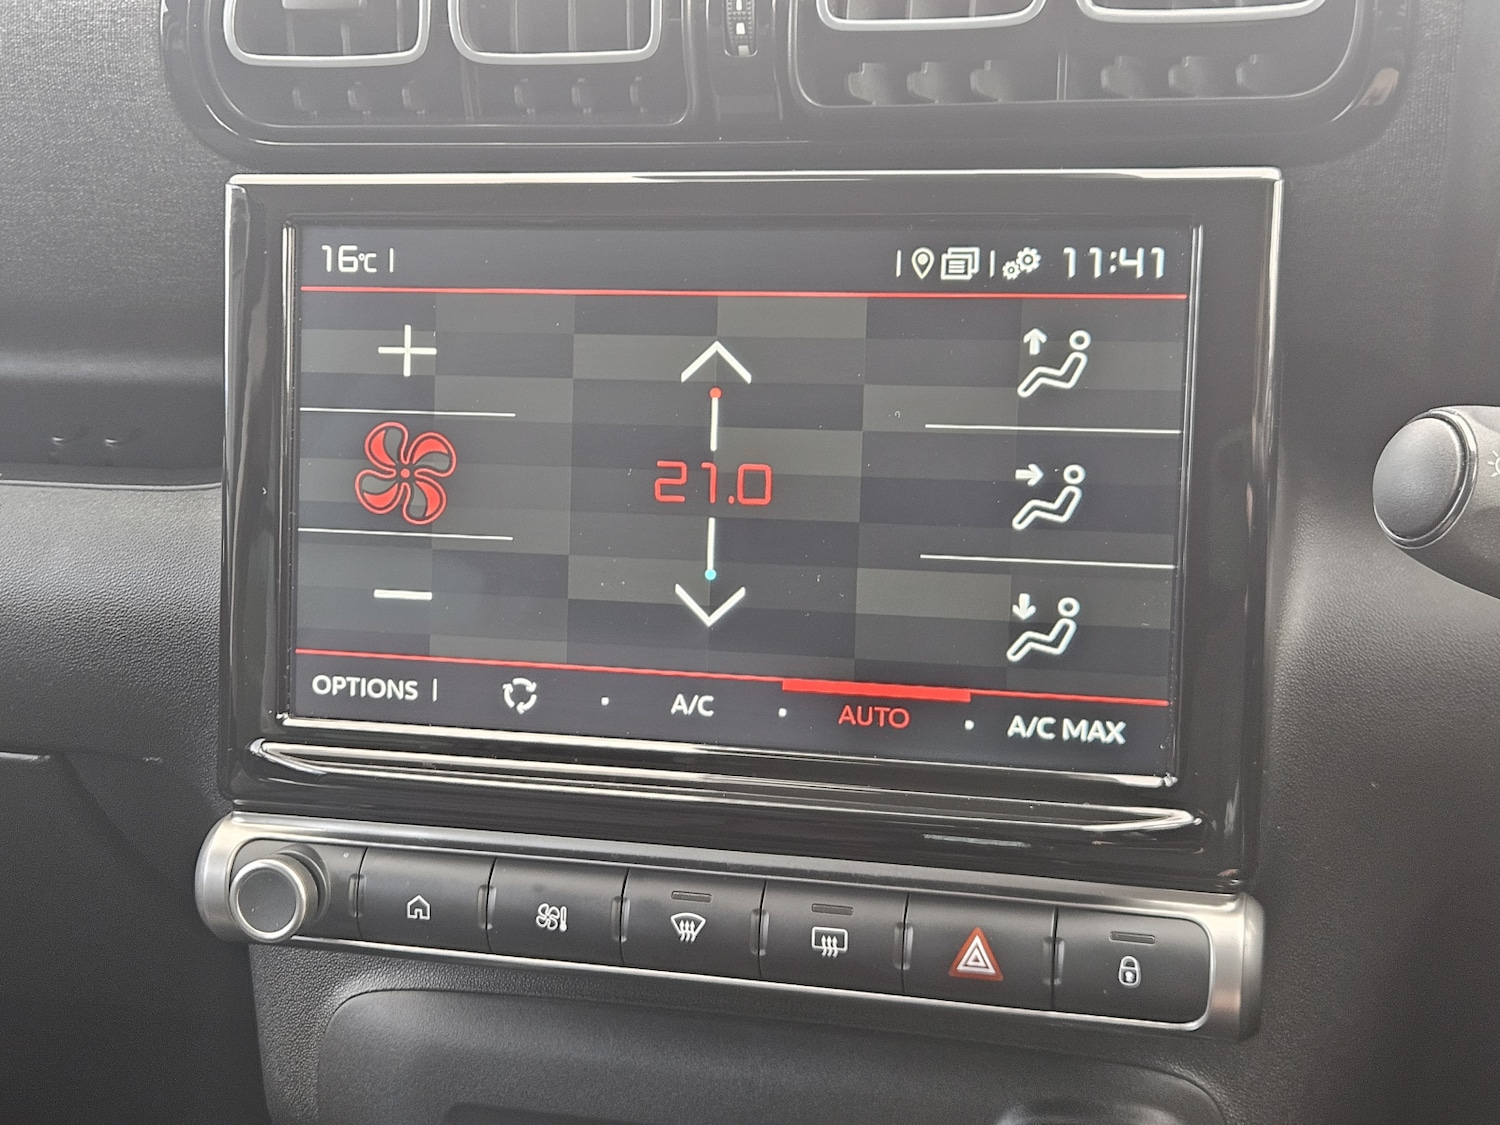 16°C
11:41
21.0
OPTIONS A/C AUTO A/C MAX